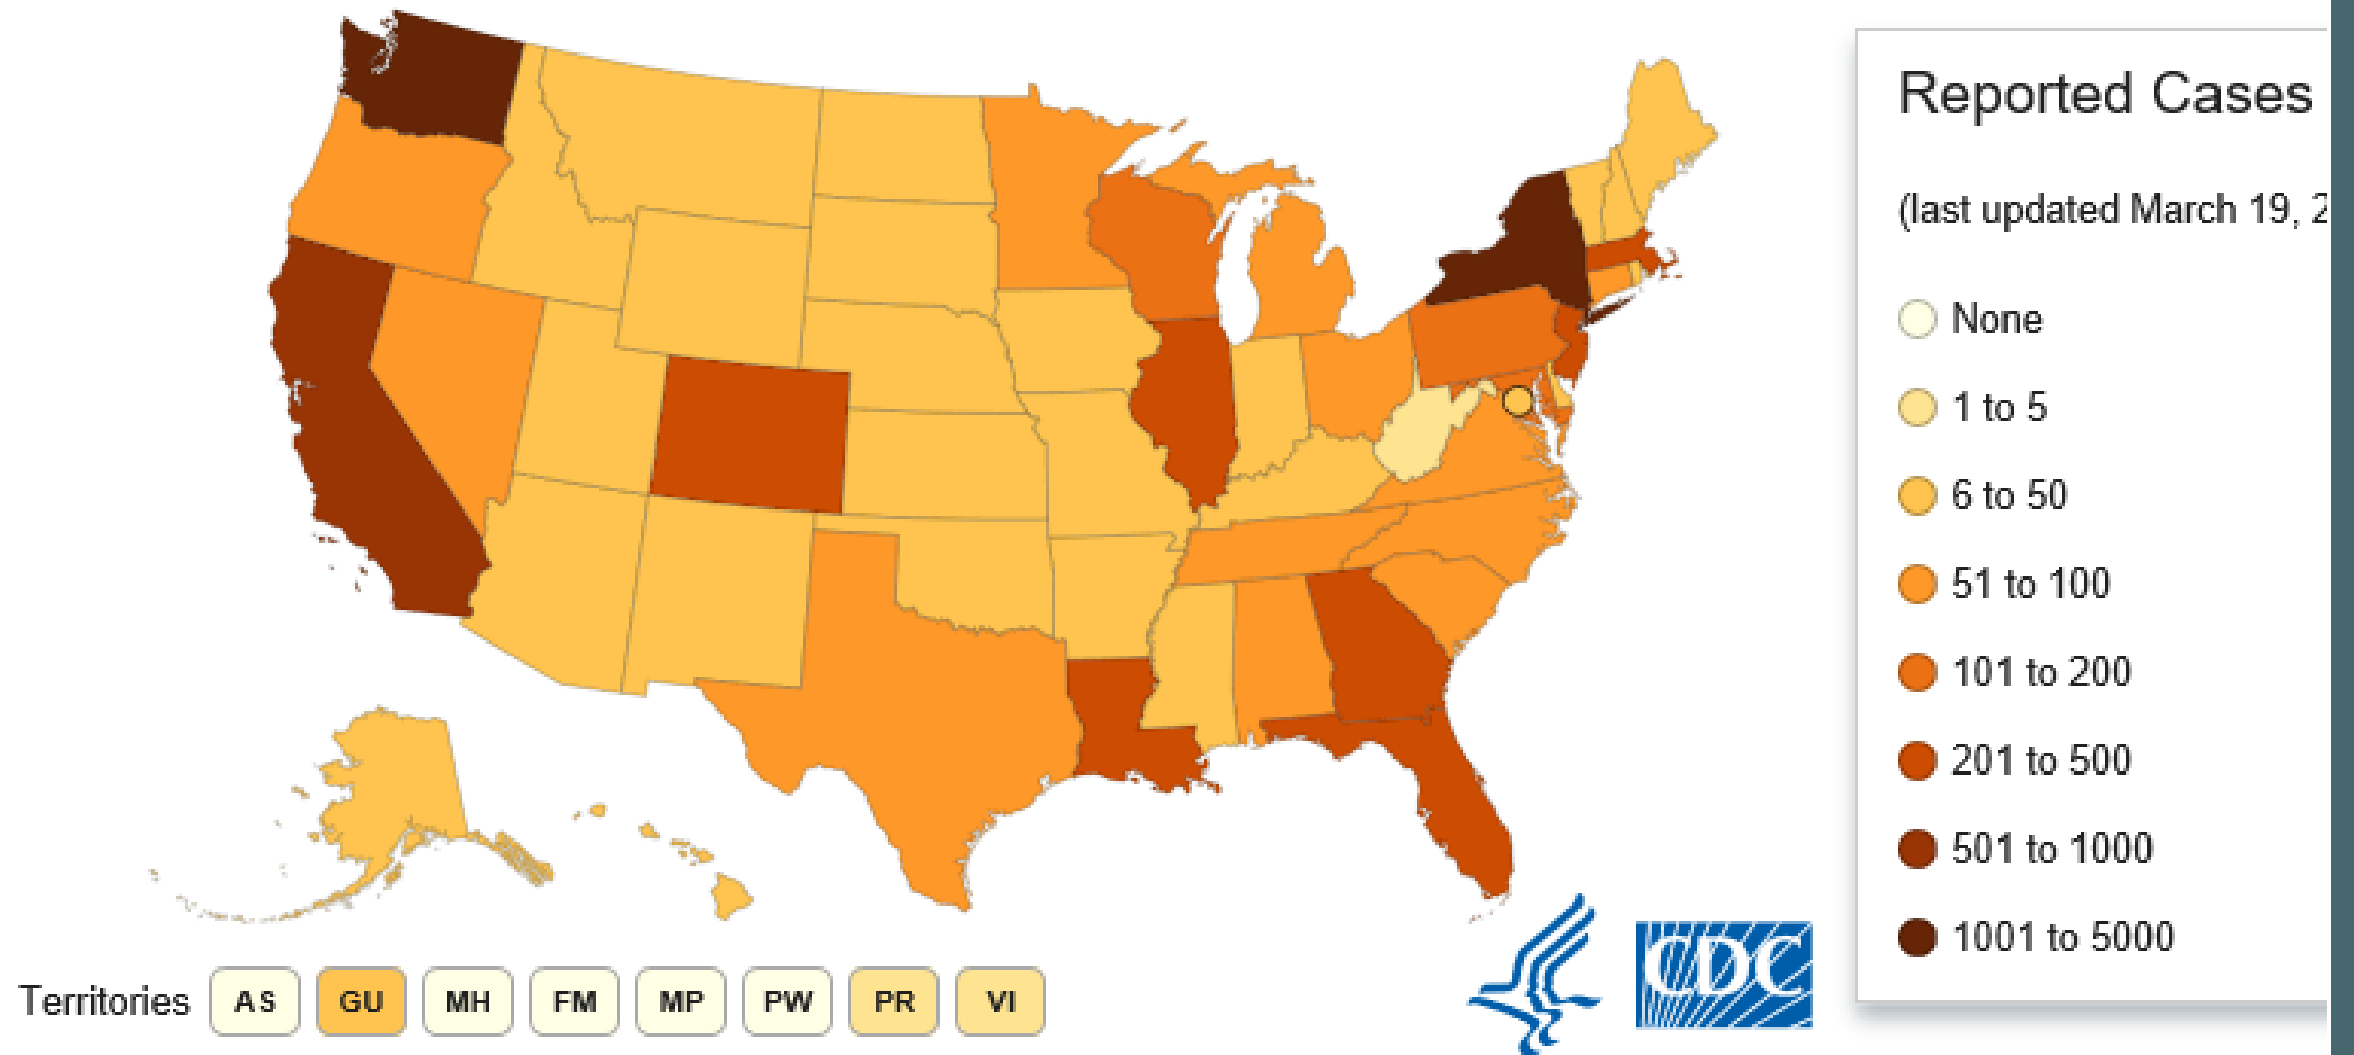 Reported Cases
(last updated March 19, 2
None
1 to 5
6 to 50
51 to 100
101 to 200
201 to 500
501 to 1000
1001 to 5000
CDC
Territories AS GU MH FM MP PW PR VI